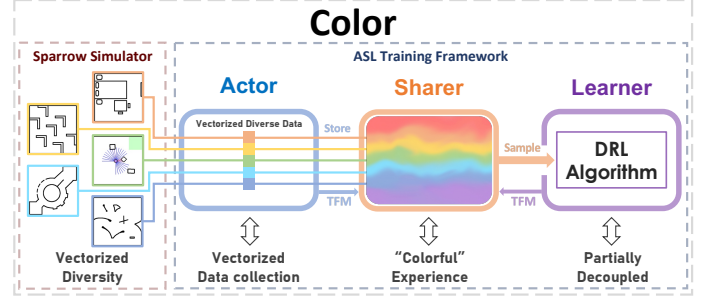 Color
Sparrow Simulator
ASL Training Framework
Actor
Sharer
Learner
Vectorized Diverse Data
Store
Sample
DRL
Algorithm
TFM
TFM
Vectorized
Diversity
Vectorized
Data collection
“Colorful”
Experience
Partially
Decoupled